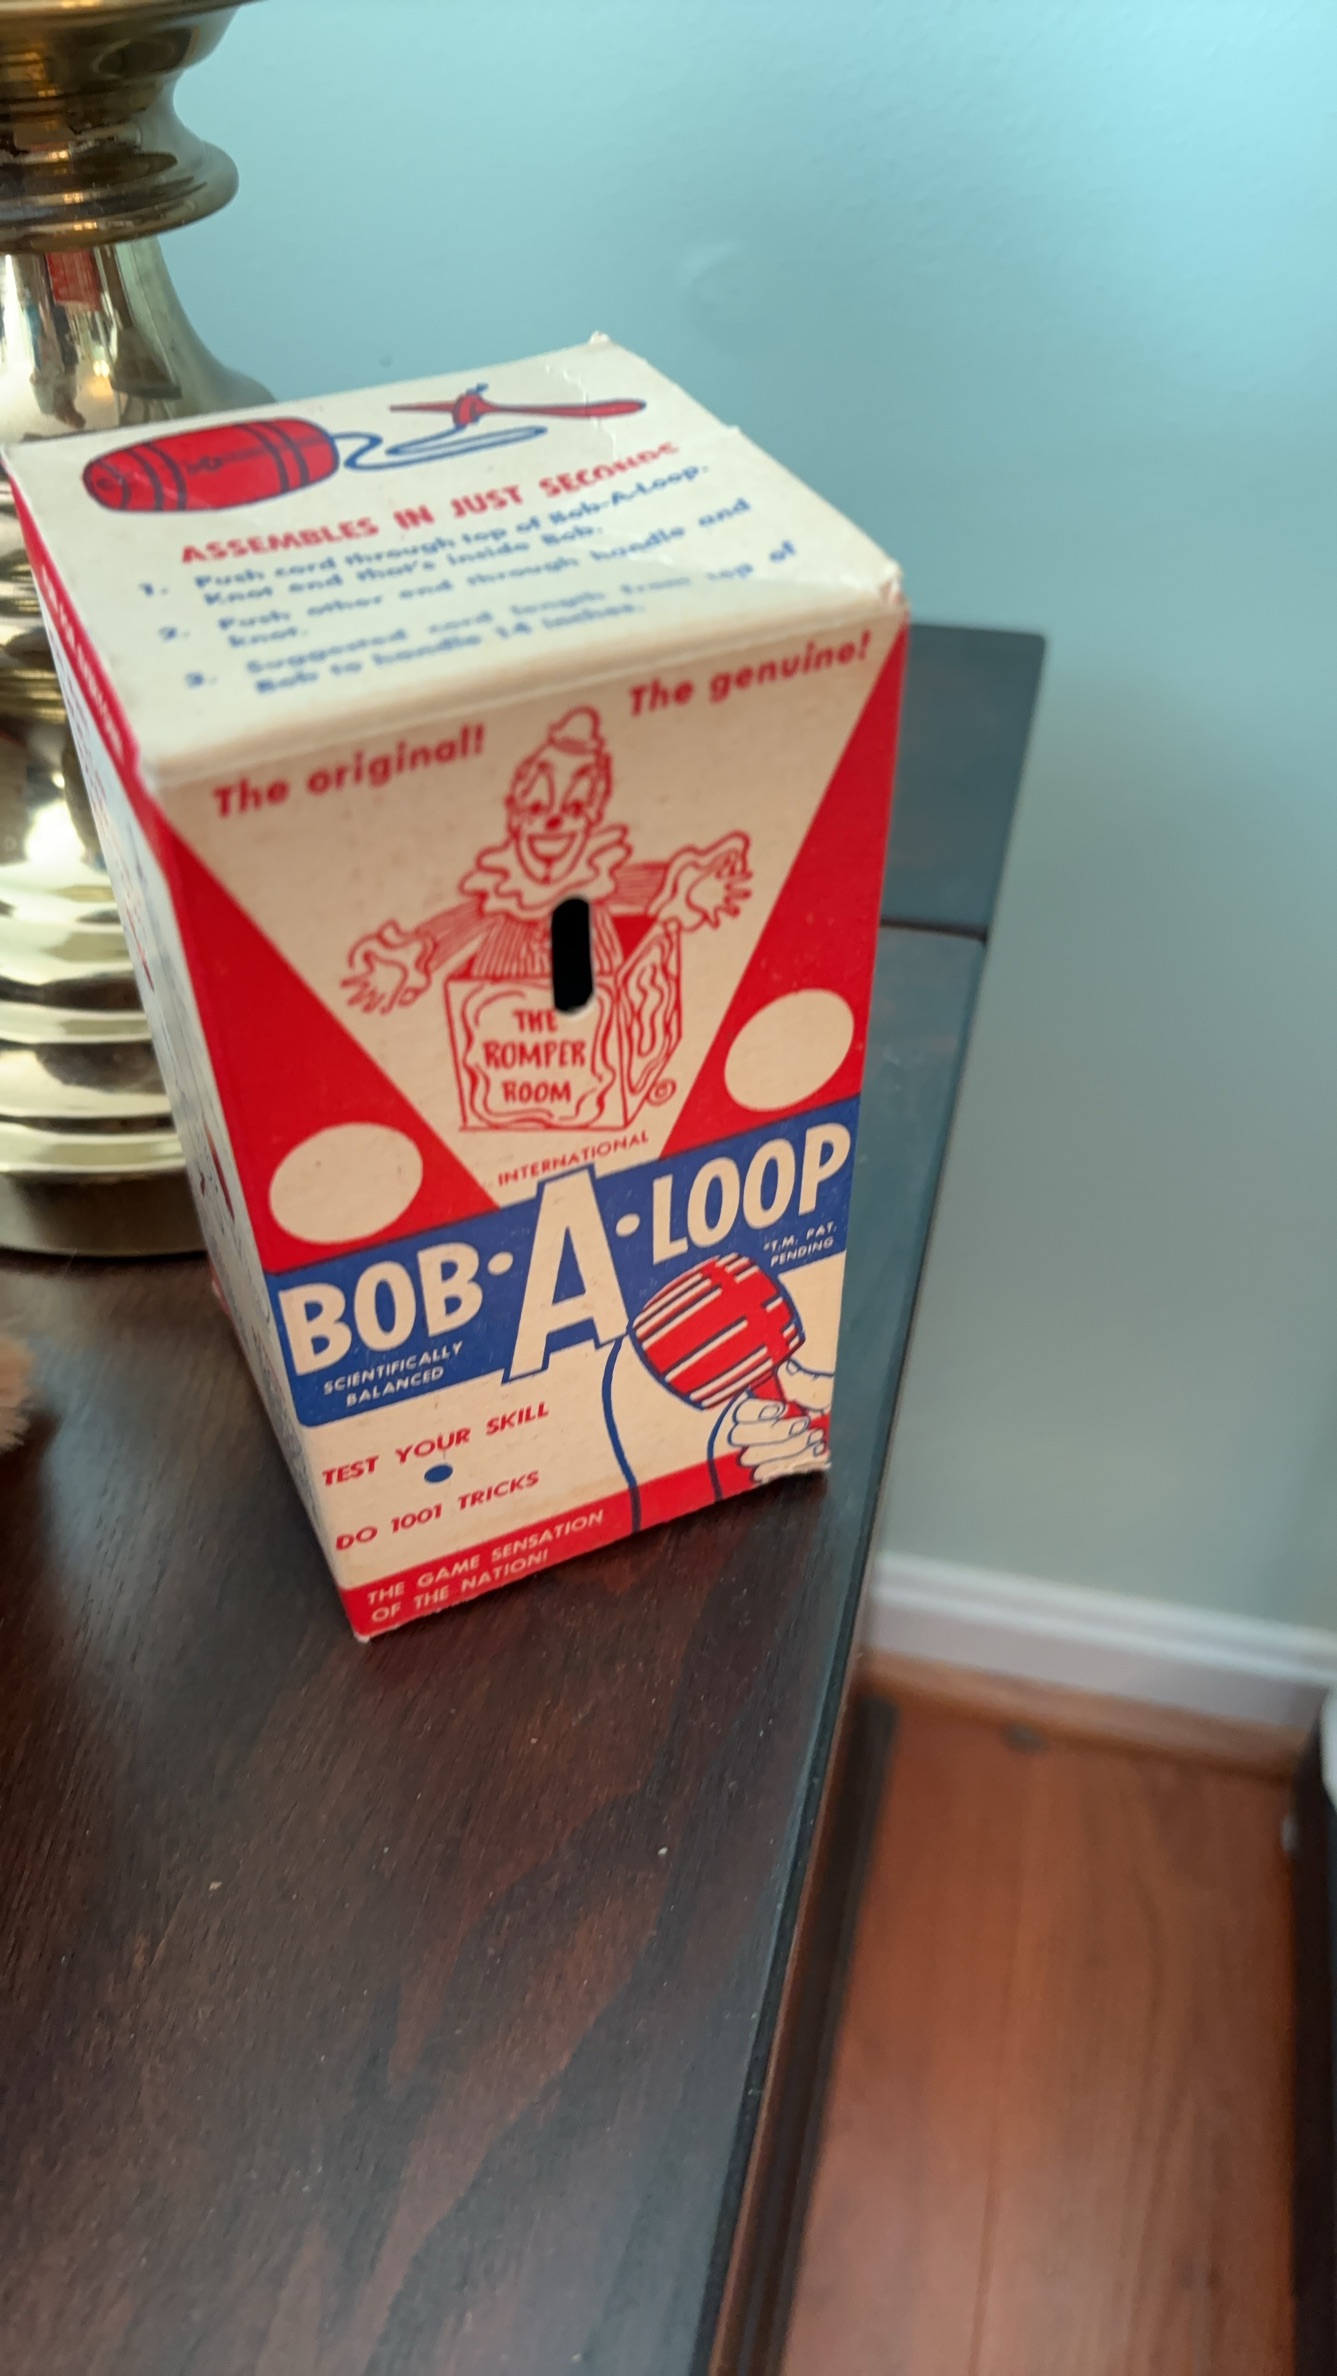 ASSEMBLES IN JUST SECONDS
1. Push cord through top of Bob-A-Loop.
Knot end that's inside Bob.
2. Push other end through handle and
knot.
3. Suggested cord length from top of
Bob to handle 14 inches.
The original!
The genuine!
THE
ROMPER
ROOM
INTERNATIONAL
BOB·A·LOOP
*T.M. PAT.
PENDING
SCIENTIFICALLY
BALANCED
TEST YOUR SKILL
DO 1001 TRICKS
THE GAME SENSATION
OF THE NATION!